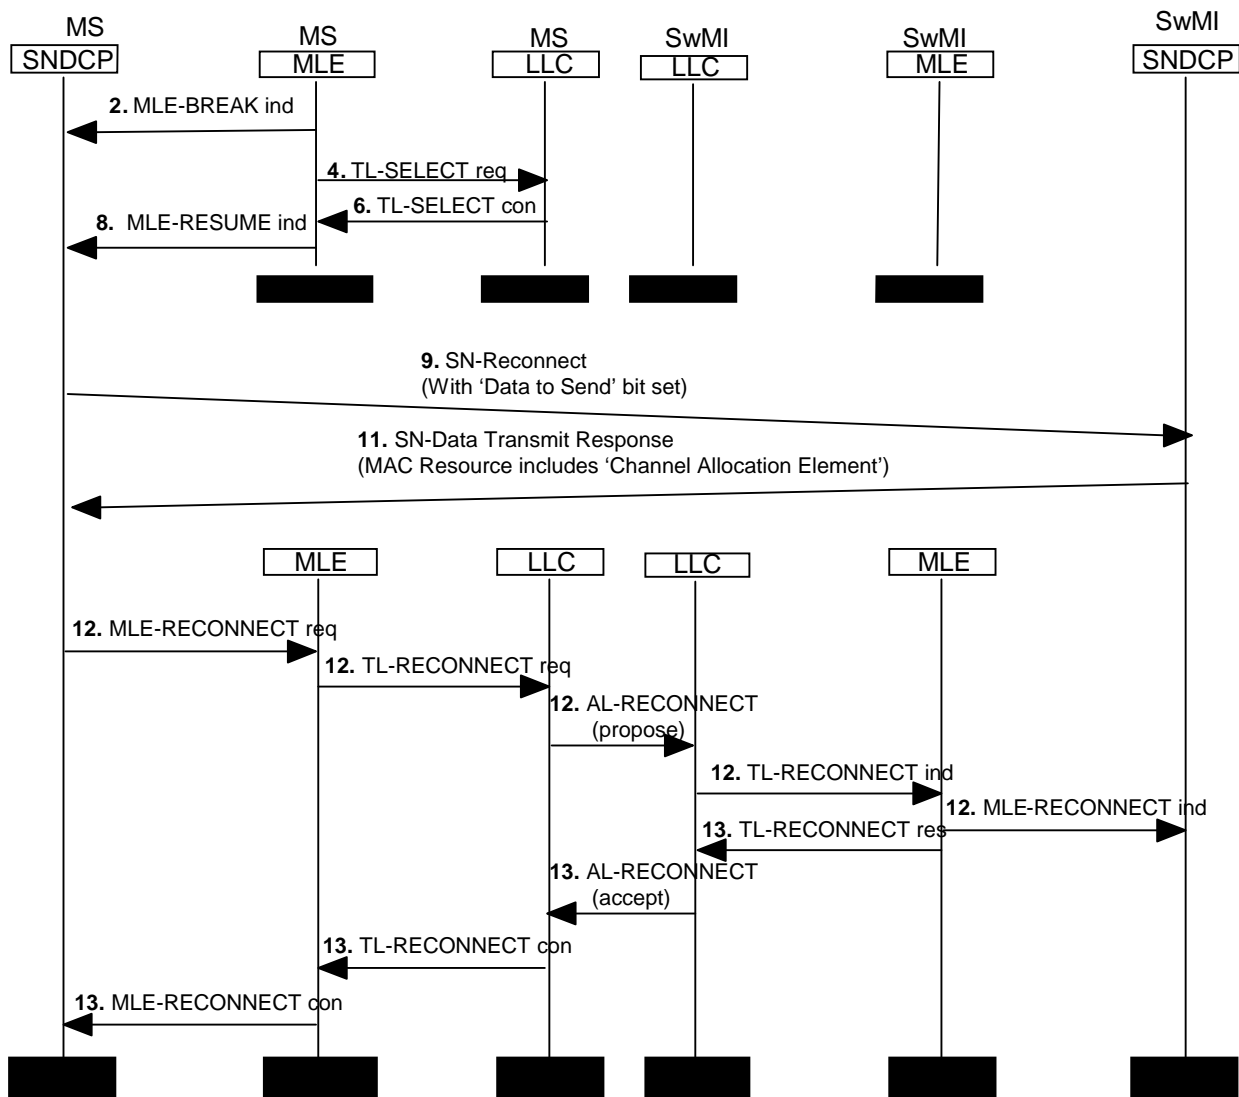 MS
SNDCP
MS
MLE
MS
LLC
SwMI
LLC
SwMI
MLE
SwMI
SNDCP
2. MLE-BREAK ind
4. TL-SELECT req
6. TL-SELECT con
8. MLE-RESUME ind
9. SN-Reconnect
(With ‘Data to Send’ bit set)
11. SN-Data Transmit Response
(MAC Resource includes ‘Channel Allocation Element’)
MLE
LLC
LLC
MLE
12. MLE-RECONNECT req
12. TL-RECONNECT req
12. AL-RECONNECT
(propose)
12. TL-RECONNECT ind
12. MLE-RECONNECT ind
13. TL-RECONNECT res
13. AL-RECONNECT
(accept)
13. TL-RECONNECT con
13. MLE-RECONNECT con